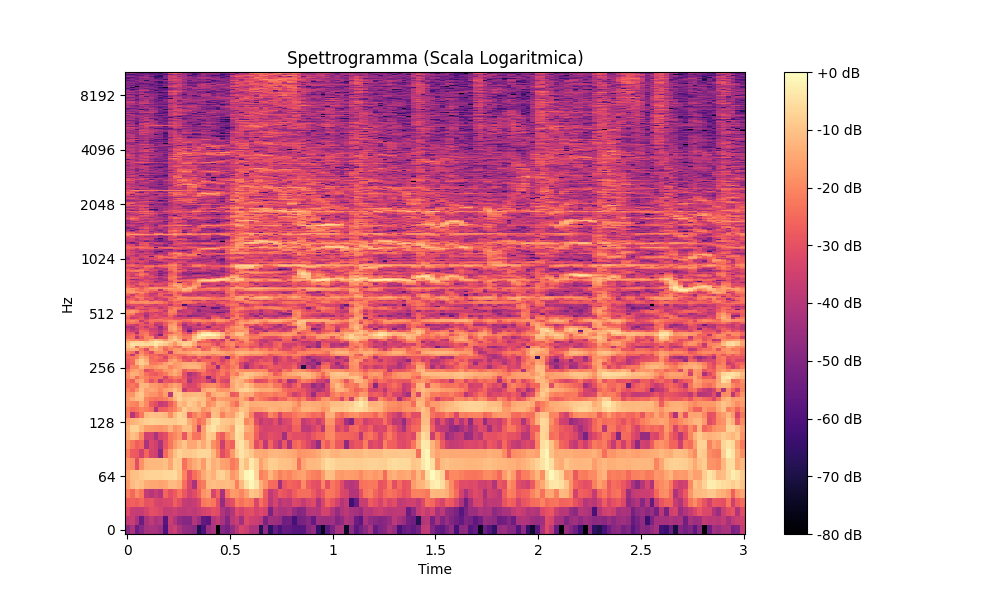 Spettrogramma (Scala Logaritmica)
Hz
8192
4096
2048
1024
512
256
128
64
0
0
0.5
1
1.5
2
2.5
3
Time
+0 dB
-10 dB
-20 dB
-30 dB
-40 dB
-50 dB
-60 dB
-70 dB
-80 dB